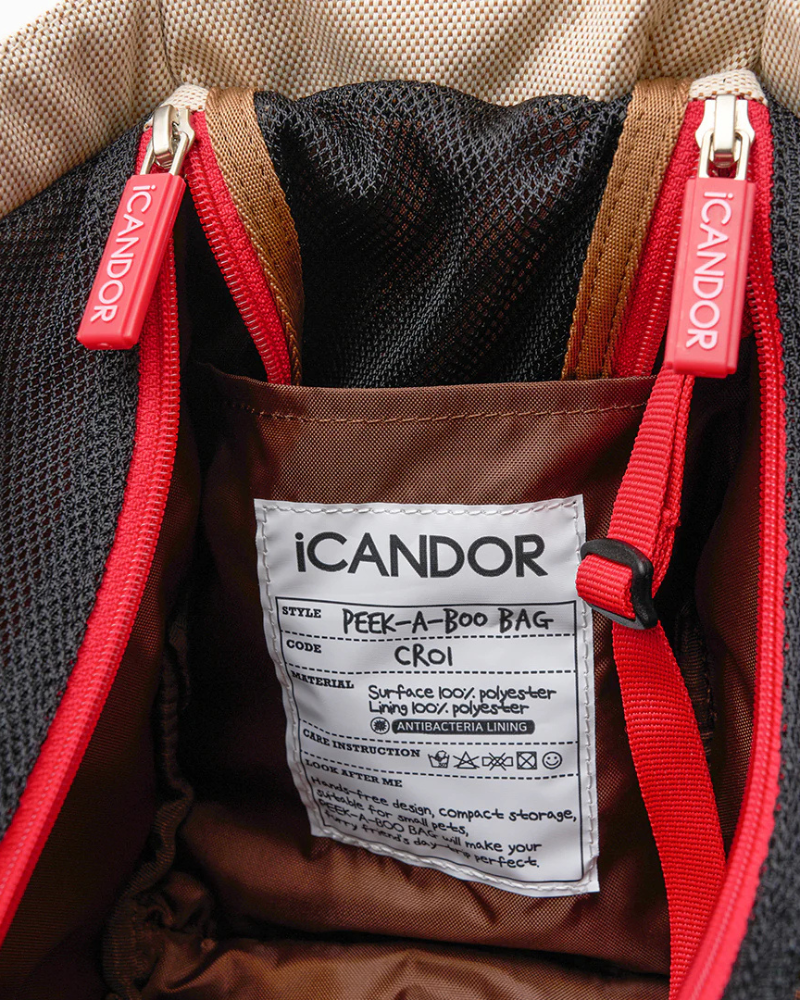 iCANDOR
iCANDOR
iCANDOR
STYLE PEEK-A-BOO BAG
CODE CR01
MATERIAL Surface 100% polyester
Lining 100% polyester
ANTIBACTERIA LINING
CARE INSTRUCTION
LOOK AFTER ME
Hands-free design, compact storage,
suitable for small pets,
PEEK-A-BOO BAG will make your
furry friend's day-trip perfect.